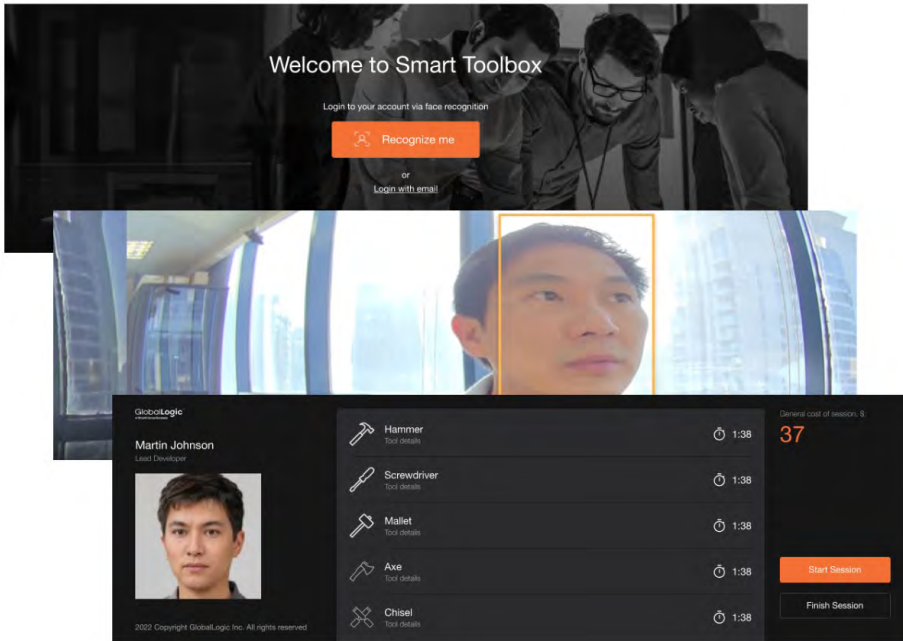 Welcome to Smart Toolbox
Login to your account via face recognition
Recognize me
or
Login with email
GlobalLogic
Martin Johnson
Lead Developer
2022 Copyright GlobalLogic Inc. All rights reserved
Hammer
Tool details
1:38
Screwdriver
Tool details
1:38
Mallet
Tool details
1:38
Axe
Tool details
1:38
Chisel
Tool details
1:38
General cost of session, $:
37
Start Session
Finish Session